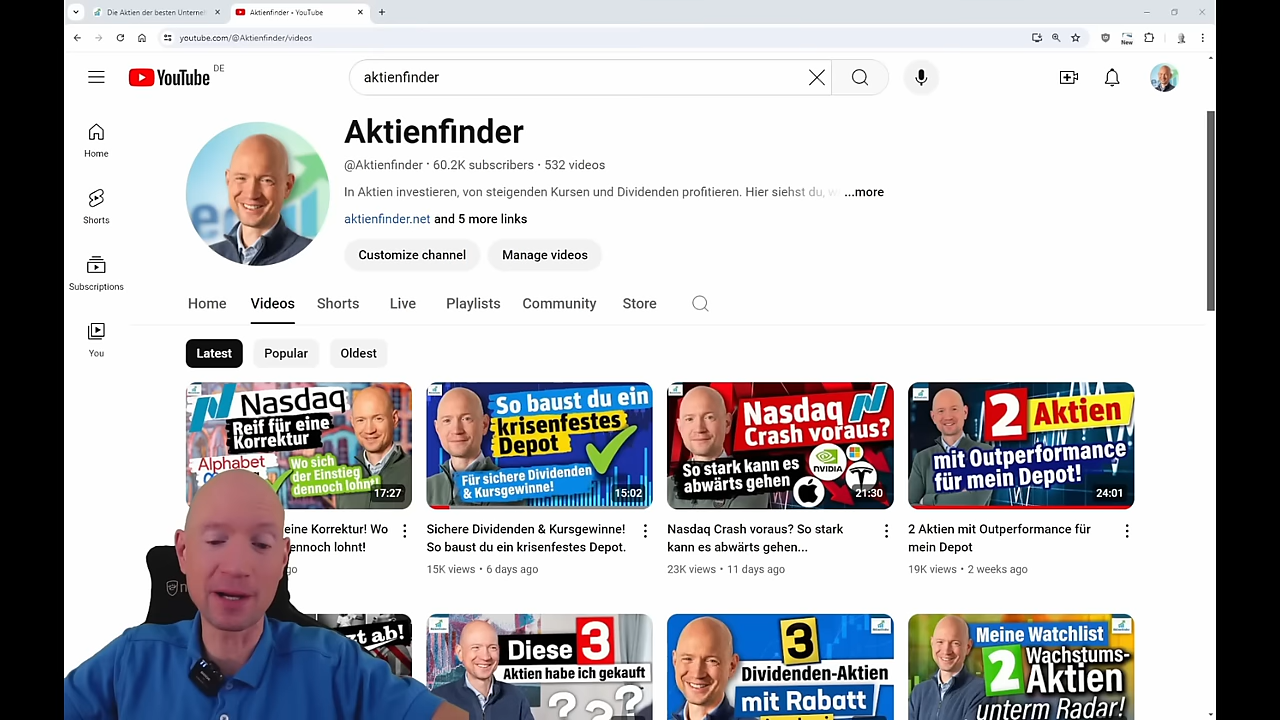 Die Aktien der besten Unterneh
Aktienfinder - YouTube
youtube.com/@Aktienfinder/videos
New
YouTube DE
aktienfinder
Home
Shorts
Subscriptions
You
Aktienfinder
@Aktienfinder · 60.2K subscribers · 532 videos
In Aktien investieren, von steigenden Kursen und Dividenden profitieren. Hier siehst du, w ...more
aktienfinder.net and 5 more links
Customize channel
Manage videos
Home
Videos
Shorts
Live
Playlists
Community
Store
Latest
Popular
Oldest
Nasdaq
Reif für eine
Korrektur
Alphabet
Wo sich
der Einstieg
dennoch lohnt
17:27
eine Korrektur! Wo
ennoch lohnt!
go
So baust du ein
krisenfestes
Depot
Für sichere Dividenden
& Kursgewinne!
15:02
Sichere Dividenden & Kursgewinne!
So baust du ein krisenfestes Depot.
15K views · 6 days ago
Nasdaq
Crash voraus?
So stark
kann es
abwärts
gehen
NVIDIA
21:30
Nasdaq Crash voraus? So stark
kann es abwärts gehen...
23K views · 11 days ago
2 Aktien
mit Outperformance
für mein Depot!
24:01
2 Aktien mit Outperformance für
mein Depot
19K views · 2 weeks ago
zt ab!
Diese 3
Aktien habe ich gekauft
???
3
Dividenden-Aktien
mit Rabatt
Meine Watchlist
2 Wachstums-
Aktien
unterm Radar!